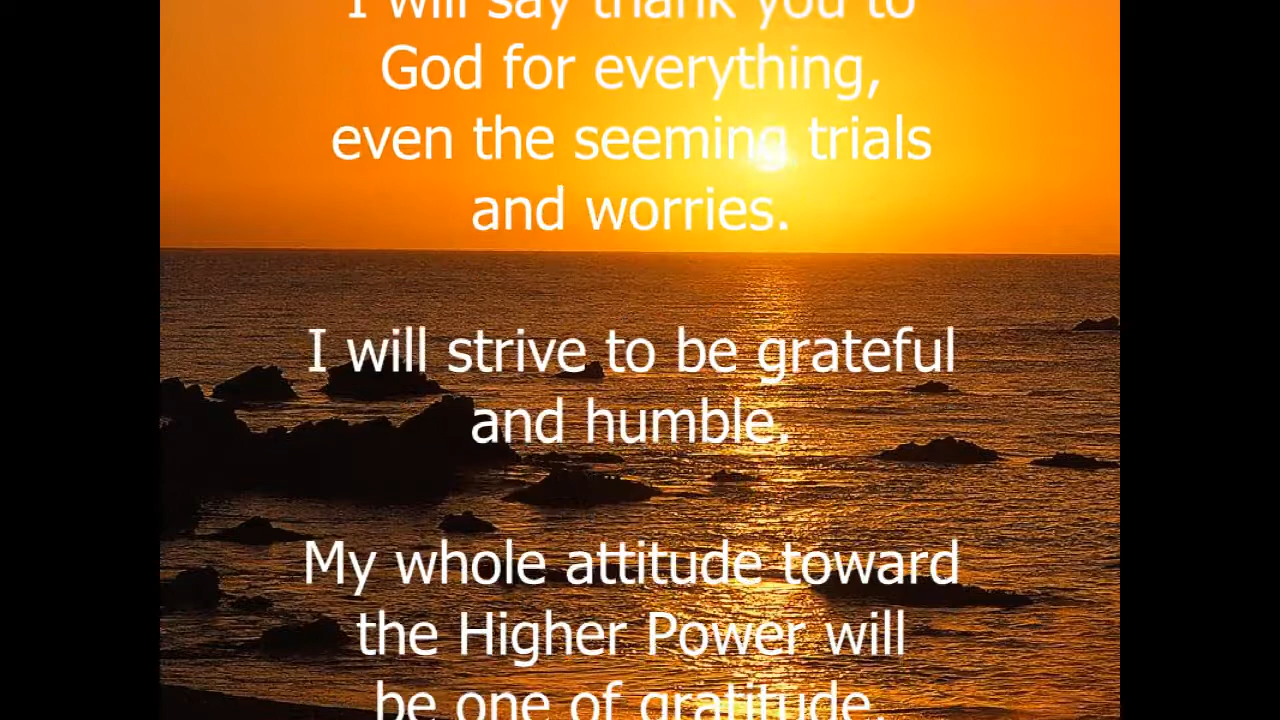 I will say thank you to
God for everything,
even the seeming trials
and worries.
I will strive to be grateful
and humble.
My whole attitude toward
the Higher Power will
be one of gratitude.